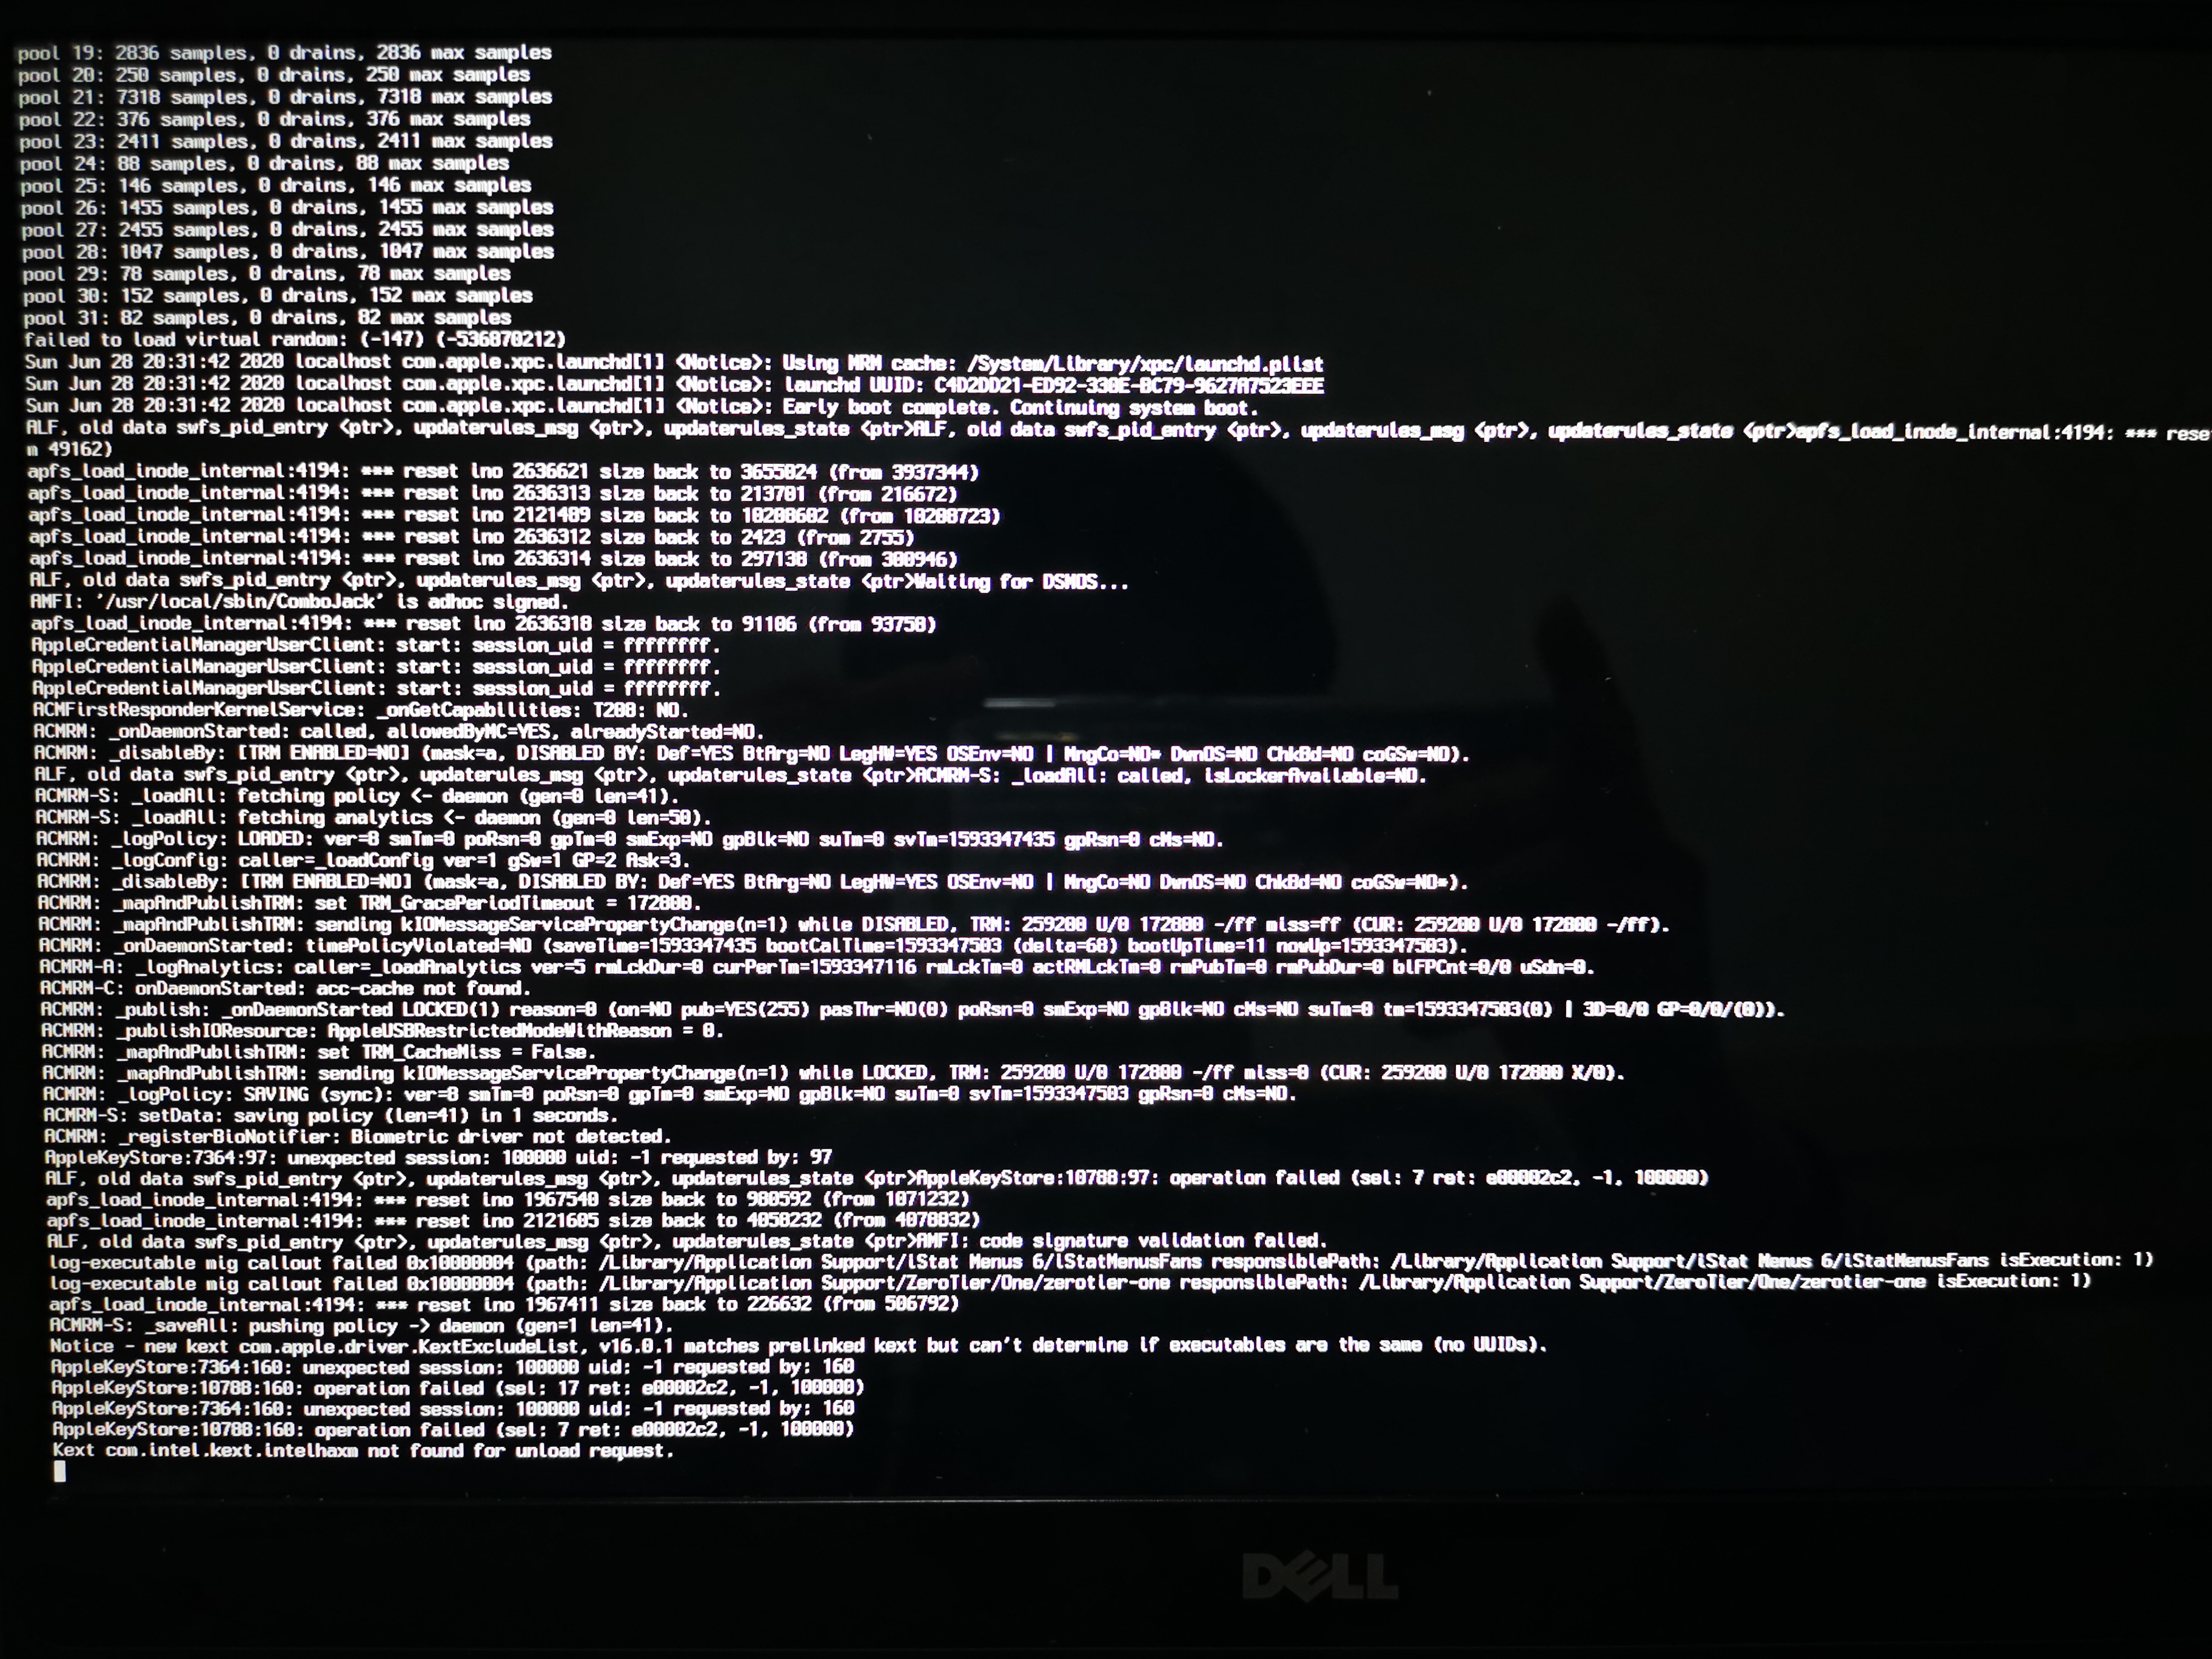 pool 19: 2836 samples, 0 drains, 2836 max samples
pool 20: 250 samples, 0 drains, 250 max samples
pool 21: 7318 samples, 0 drains, 7318 max samples
pool 22: 376 samples, 0 drains, 376 max samples
pool 23: 2411 samples, 0 drains, 2411 max samples
pool 24: 88 samples, 0 drains, 88 max samples
pool 25: 146 samples, 0 drains, 146 max samples
pool 26: 1455 samples, 0 drains, 1455 max samples
pool 27: 2455 samples, 0 drains, 2455 max samples
pool 28: 1047 samples, 0 drains, 1047 max samples
pool 29: 78 samples, 0 drains, 78 max samples
pool 30: 152 samples, 0 drains, 152 max samples
pool 31: 82 samples, 0 drains, 82 max samples
failed to load virtual random: (-147) (-536870212)
Sun Jun 28 20:31:42 2020 localhost com.apple.xpc.launchd[1] <Notice>: Using MRM cache: /System/Library/xpc/launchd.plist
Sun Jun 28 20:31:42 2020 localhost com.apple.xpc.launchd[1] <Notice>: launchd UUID: C4D2DD21-ED92-330E-BC79-9627A7523EEE
Sun Jun 28 20:31:42 2020 localhost com.apple.xpc.launchd[1] <Notice>: Early boot complete. Continuing system boot.
ALF, old data swfs_pid_entry <ptr>, updaterules_msg <ptr>, updaterules_state <ptr>ALF, old data swfs_pid_entry <ptr>, updaterules_msg <ptr>, updaterules_state <ptr>apfs_load_inode_internal:4194: *** rese
m 49162)
apfs_load_inode_internal:4194: *** reset ino 2636621 size back to 3655024 (from 3937344)
apfs_load_inode_internal:4194: *** reset ino 2636313 size back to 213701 (from 216672)
apfs_load_inode_internal:4194: *** reset ino 2121489 size back to 10208602 (from 10208723)
apfs_load_inode_internal:4194: *** reset ino 2636312 size back to 2423 (from 2755)
apfs_load_inode_internal:4194: *** reset ino 2636314 size back to 297138 (from 300946)
ALF, old data swfs_pid_entry <ptr>, updaterules_msg <ptr>, updaterules_state <ptr>Waiting for DSMOS...
AMFI: '/usr/local/sbin/ComboJack' is adhoc signed.
apfs_load_inode_internal:4194: *** reset ino 2636318 size back to 91106 (from 93750)
AppleCredentialManagerUserClient: start: session_uid = ffffffff.
AppleCredentialManagerUserClient: start: session_uid = ffffffff.
AppleCredentialManagerUserClient: start: session_uid = ffffffff.
ACMFirstResponderKernelService: _onGetCapabilities: T208: NO.
ACMRM: _onDaemonStarted: called, allowedByMC=YES, alreadyStarted=NO.
ACMRM: _disableBy: [TRM ENABLED=NO] (mask=a, DISABLED BY: Def=YES BtArg=NO LegHW=YES OSEnv=NO | MngCo=NO* DwnOS=NO ChkBd=NO coGSw=NO).
ALF, old data swfs_pid_entry <ptr>, updaterules_msg <ptr>, updaterules_state <ptr>ACMRM-S: _loadAll: called, isLockerAvailable=NO.
ACMRM-S: _loadAll: fetching policy <- daemon (gen=0 len=41).
ACMRM-S: _loadAll: fetching analytics <- daemon (gen=0 len=50).
ACMRM: _logPolicy: LOADED: ver=8 smTm=0 poRsn=0 gpTm=0 smExp=NO gpBlk=NO suTm=0 svTm=1593347435 gpRsn=0 cMs=NO.
ACMRM: _logConfig: caller=_loadConfig ver=1 gSw=1 GP=2 Ask=3.
ACMRM: _disableBy: [TRM ENABLED=NO] (mask=a, DISABLED BY: Def=YES BtArg=NO LegHW=YES OSEnv=NO | MngCo=NO DwnOS=NO ChkBd=NO coGSw=NO*).
ACMRM: _mapAndPublishTRM: set TRM_GracePeriodTimeout = 172800.
ACMRM: _mapAndPublishTRM: sending kIOMessageServicePropertyChange(n=1) while DISABLED, TRM: 259200 U/0 172800 -/ff miss=ff (CUR: 259200 U/0 172800 -/ff).
ACMRM: _onDaemonStarted: timePolicyViolated=NO (saveTime=1593347435 bootCalTime=1593347503 (delta=68) bootUpTime=11 nowUp=1593347503).
ACMRM-A: _logAnalytics: caller=_loadAnalytics ver=5 rmLckDur=0 curPerTm=1593347116 rmLckTm=0 actRMLckTm=0 rmPubTm=0 rmPubDur=0 blFPCnt=0/0 uSdn=0.
ACMRM-C: onDaemonStarted: acc-cache not found.
ACMRM: _publish: _onDaemonStarted LOCKED(1) reason=0 (on=NO pub=YES(255) pasThr=NO(0) poRsn=0 smExp=NO gpBlk=NO cMs=NO suTm=0 tm=1593347503(0) | 3D=0/0 GP=0/0/(0)).
ACMRM: _publishIOResource: AppleUSBRestrictedModeWithReason = 0.
ACMRM: _mapAndPublishTRM: set TRM_CacheMiss = False.
ACMRM: _mapAndPublishTRM: sending kIOMessageServicePropertyChange(n=1) while LOCKED, TRM: 259200 U/0 172800 -/ff miss=0 (CUR: 259200 U/0 172800 X/0).
ACMRM: _logPolicy: SAVING (sync): ver=8 smTm=0 poRsn=0 gpTm=0 smExp=NO gpBlk=NO suTm=0 svTm=1593347503 gpRsn=0 cMs=NO.
ACMRM-S: setData: saving policy (len=41) in 1 seconds.
ACMRM: _registerBioNotifier: Biometric driver not detected.
AppleKeyStore:7364:97: unexpected session: 100000 uid: -1 requested by: 97
ALF, old data swfs_pid_entry <ptr>, updaterules_msg <ptr>, updaterules_state <ptr>AppleKeyStore:10788:97: operation failed (sel: 7 ret: e00002c2, -1, 100000)
apfs_load_inode_internal:4194: *** reset ino 1967540 size back to 980592 (from 1071232)
apfs_load_inode_internal:4194: *** reset ino 2121605 size back to 4058232 (from 4078832)
ALF, old data swfs_pid_entry <ptr>, updaterules_msg <ptr>, updaterules_state <ptr>AMFI: code signature validation failed.
log-executable mig callout failed 0x10000004 (path: /Library/Application Support/iStat Menus 6/iStatMenusFans responsiblePath: /Library/Application Support/iStat Menus 6/iStatMenusFans isExecution: 1)
log-executable mig callout failed 0x10000004 (path: /Library/Application Support/ZeroTier/One/zerotier-one responsiblePath: /Library/Application Support/ZeroTier/One/zerotier-one isExecution: 1)
apfs_load_inode_internal:4194: *** reset ino 1967411 size back to 226632 (from 506792)
ACMRM-S: _saveAll: pushing policy -> daemon (gen=1 len=41).
Notice - new kext com.apple.driver.KextExcludeList, v16.0.1 matches prelinked kext but can't determine if executables are the same (no UUIDs).
AppleKeyStore:7364:160: unexpected session: 100000 uid: -1 requested by: 160
AppleKeyStore:10788:160: operation failed (sel: 17 ret: e00002c2, -1, 100000)
AppleKeyStore:7364:160: unexpected session: 100000 uid: -1 requested by: 160
AppleKeyStore:10788:160: operation failed (sel: 7 ret: e00002c2, -1, 100000)
Kext com.intel.kext.intelhaxm not found for unload request.
DELL